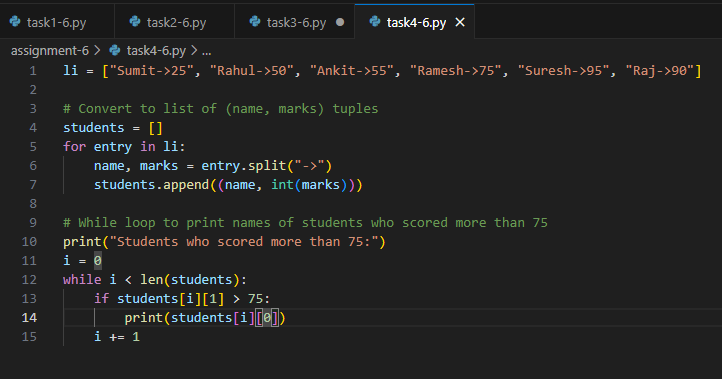 task1-6.py task2-6.py task3-6.py task4-6.py
assignment-6 > task4-6.py > ...
1 li = ["Sumit->25", "Rahul->50", "Ankit->55", "Ramesh->75", "Suresh->95", "Raj->90"]
2
3 # Convert to list of (name, marks) tuples
4 students = []
5 for entry in li:
6     name, marks = entry.split("->")
7     students.append((name, int(marks)))
8
9 # While loop to print names of students who scored more than 75
10 print("Students who scored more than 75:")
11 i = 0
12 while i < len(students):
13     if students[i][1] > 75:
14         print(students[i][0])
15     i += 1